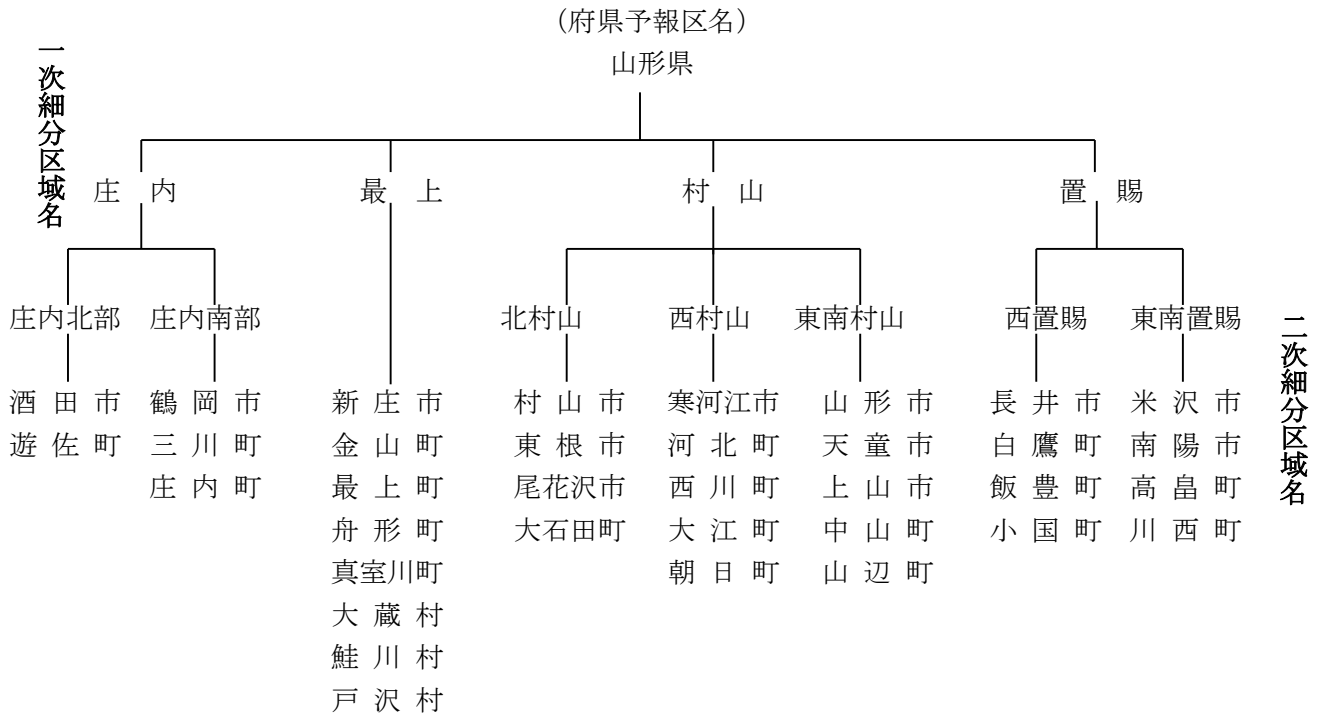 (府県予報区名)
山形県
一次細分区域名
庄内
最上
村山
置賜
庄内北部
庄内南部
北村山
西村山
東南村山
西置賜
東南置賜
二次細分区域名
酒田市
遊佐町
鶴岡市
三川町
庄内町
新庄市
金山町
最上町
舟形町
真室川町
大蔵村
鮭川村
戸沢村
村山市
東根市
尾花沢市
大石田町
寒河江市
河北町
西川町
大江町
朝日町
山形市
天童市
上山市
中山町
山辺町
長井市
白鷹町
飯豊町
小国町
米沢市
南陽市
高畠町
川西町